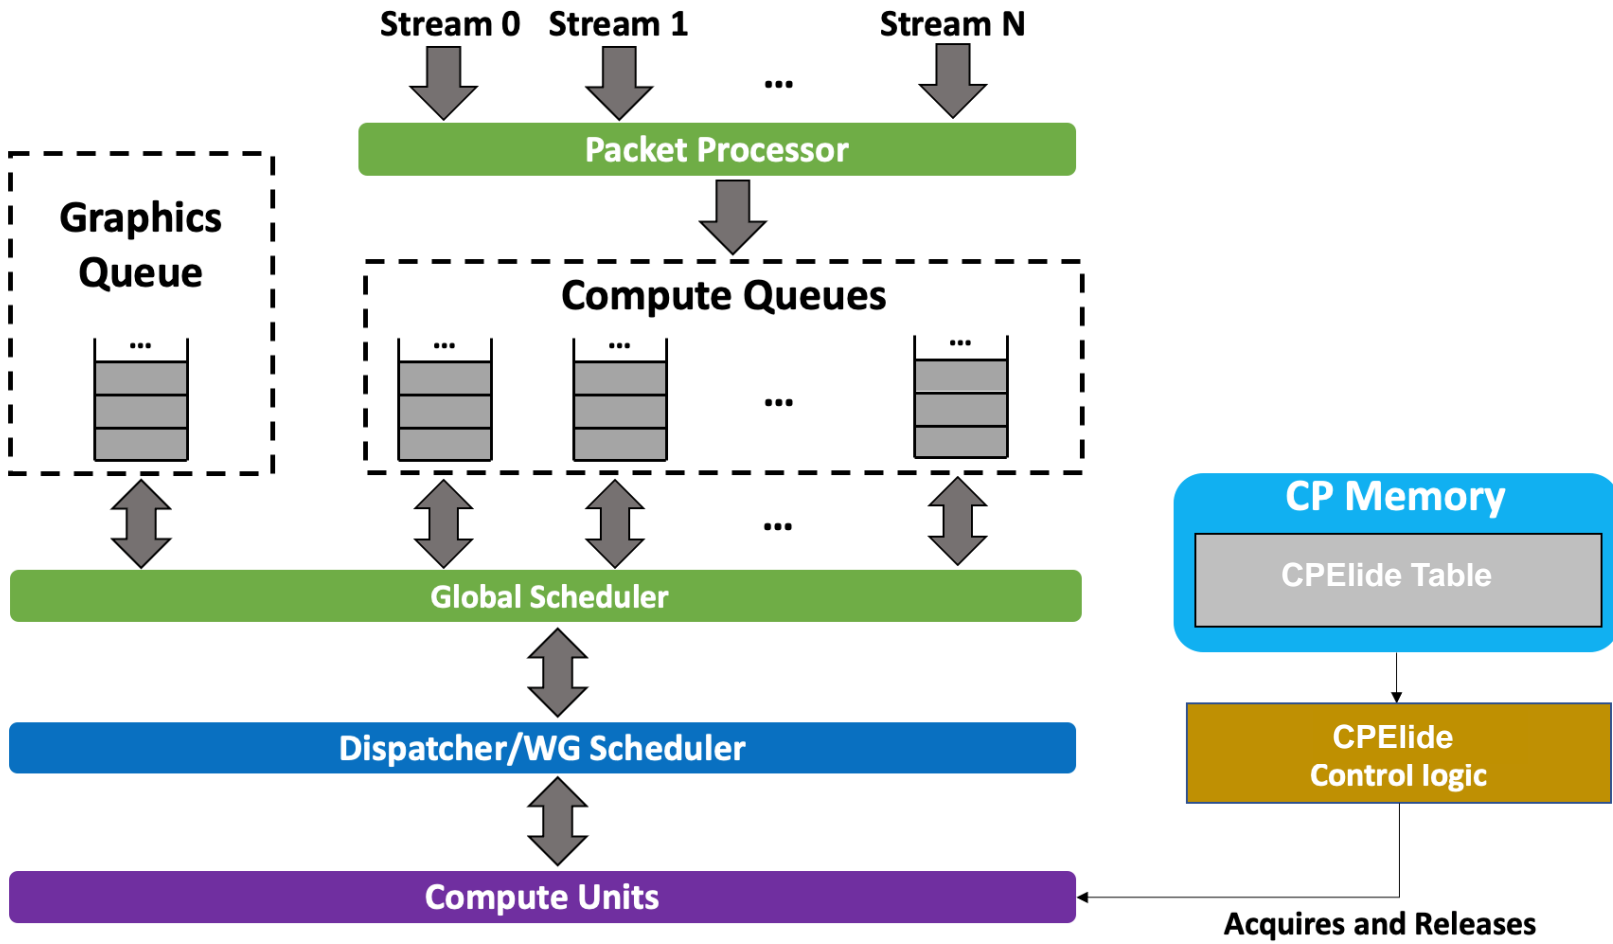 Stream 0 Stream 1 ... Stream N
Packet Processor
Graphics
Queue
...
Compute Queues
... ... ... ...
...
Global Scheduler
Dispatcher/WG Scheduler
Compute Units
CP Memory
CPElide Table
CPElide
Control logic
Acquires and Releases